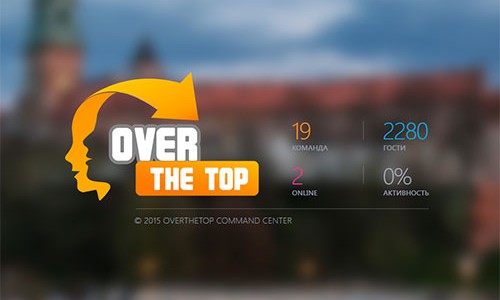 OVER
THE TOP
19
КОМАНДА
2280
ГОСТИ
2
ONLINE
0%
АКТИВНОСТЬ
© 2015 OVERTHETOP COMMAND CENTER